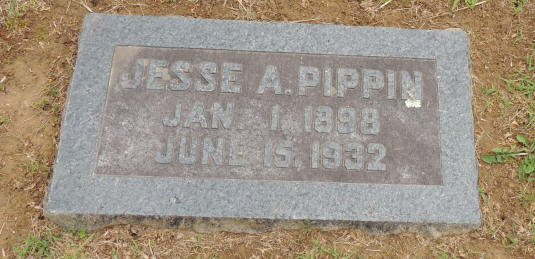 JESSE A. PIPPIN
JAN. 1, 1898
JUNE 15, 1932